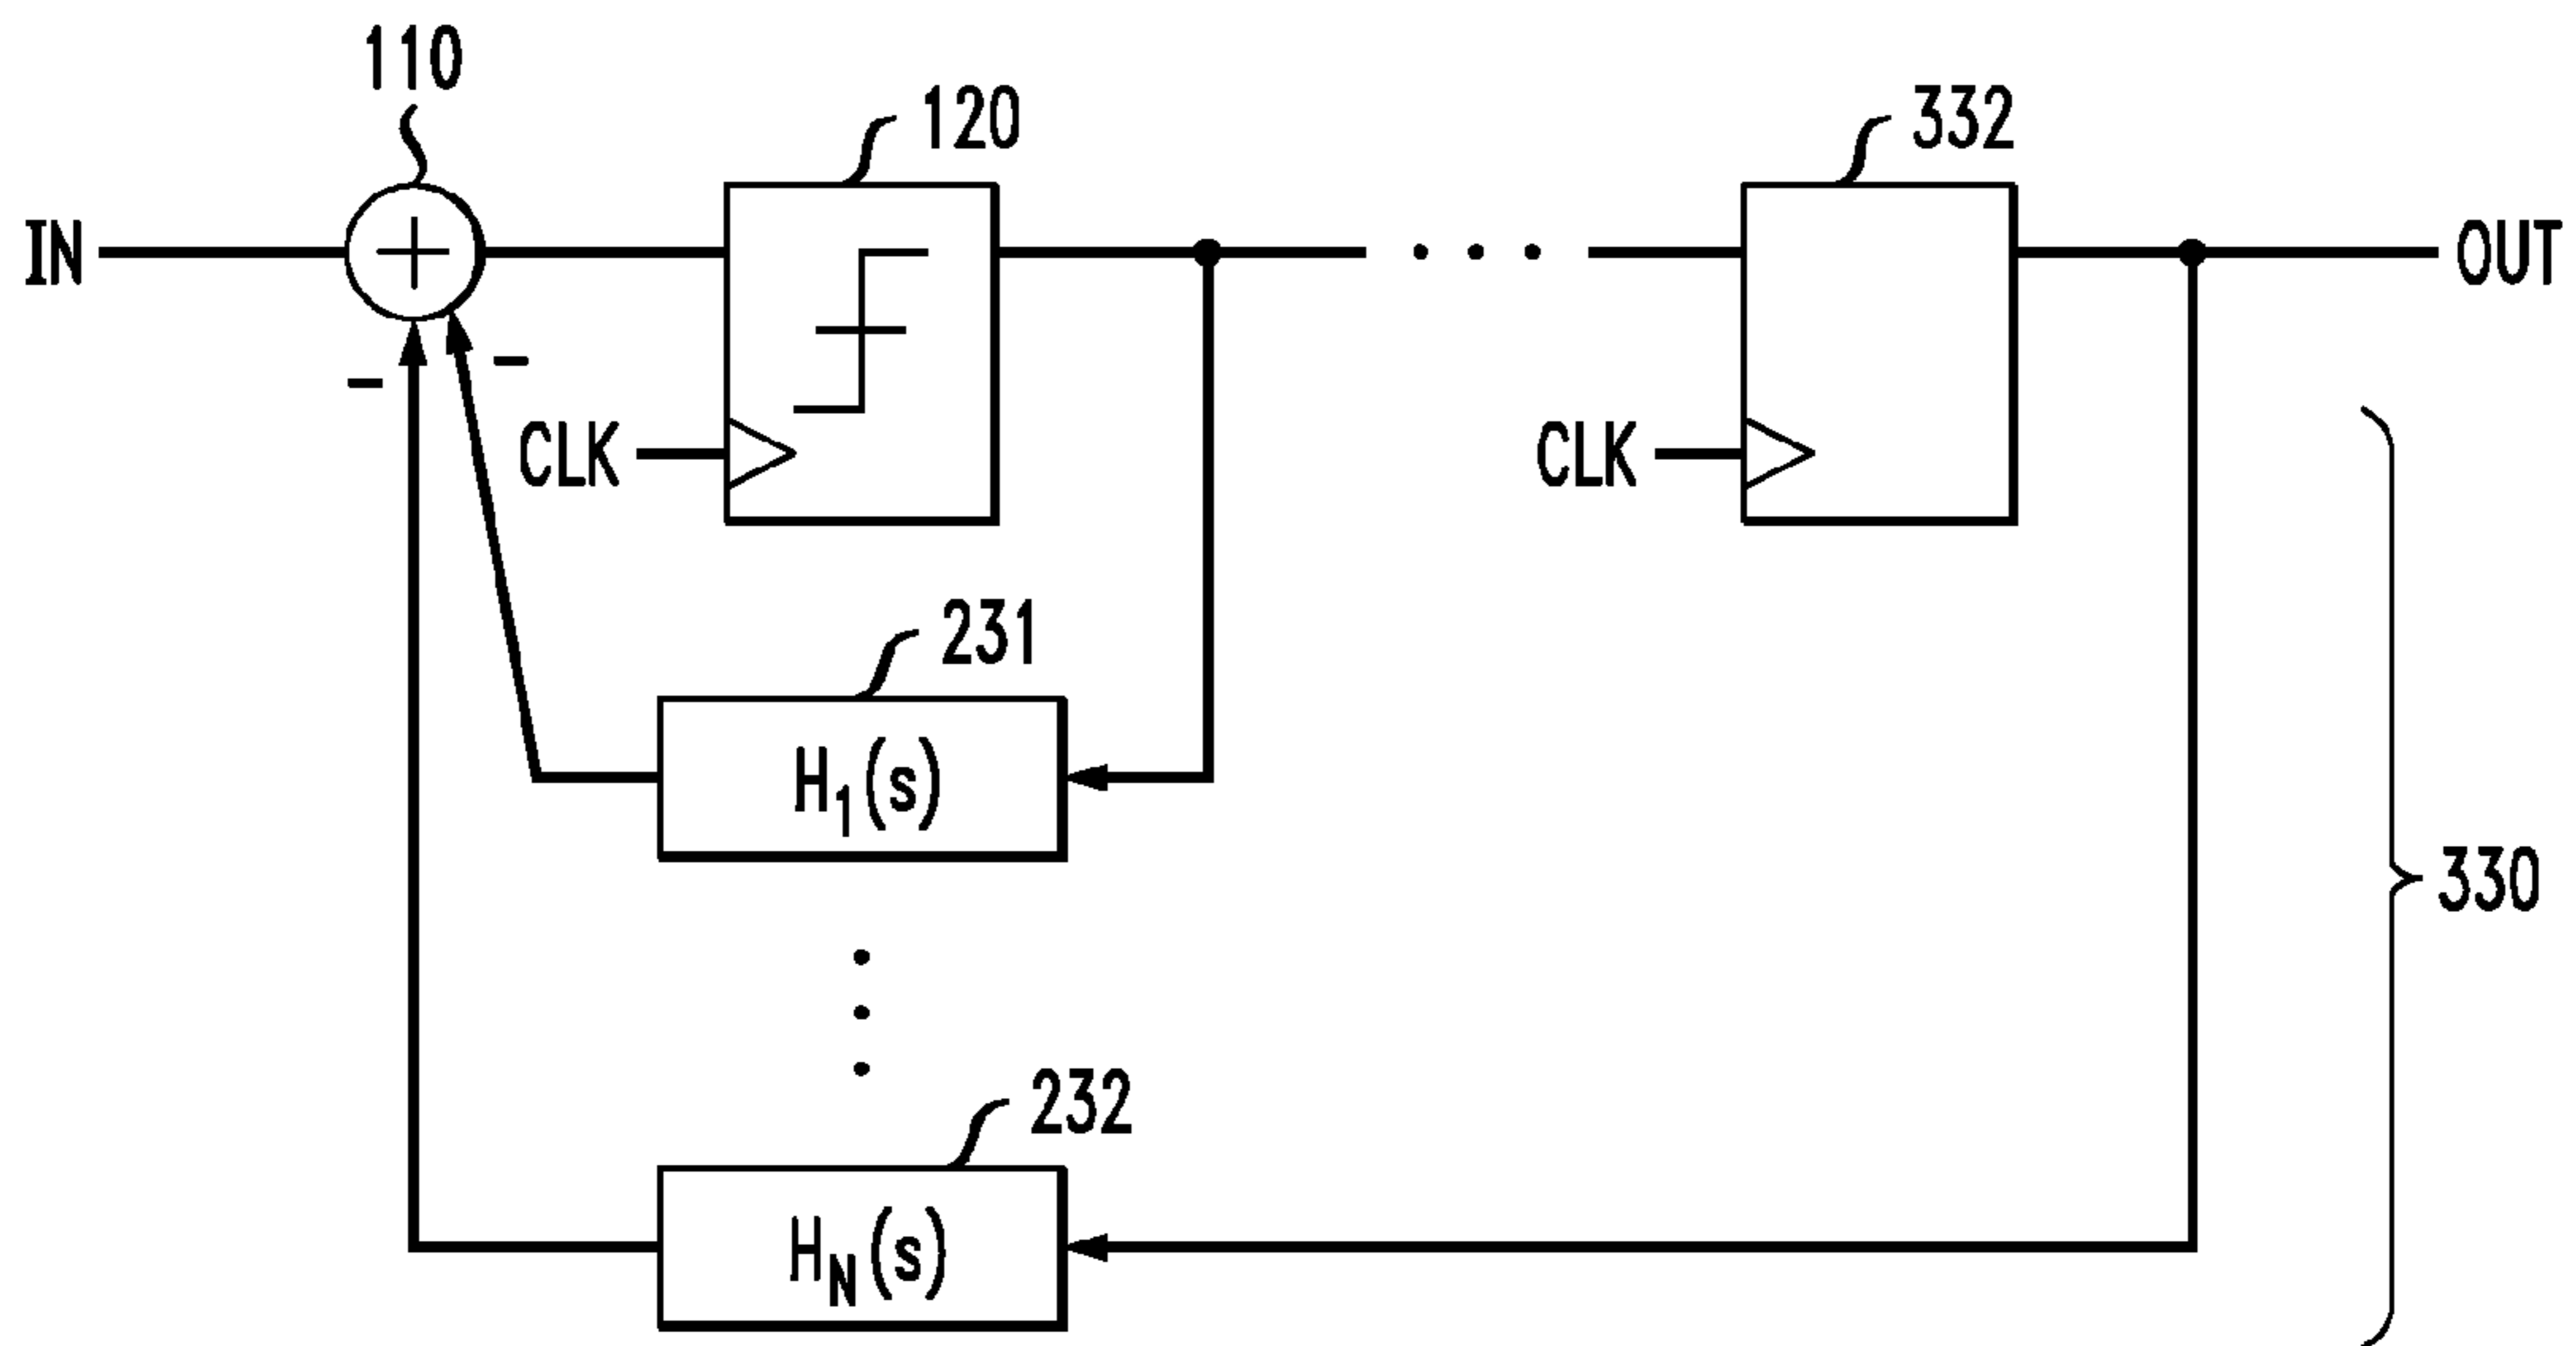 110
120
332
IN
+
OUT
-
-
CLK
CLK
231
H1(s)
330
232
HN(s)